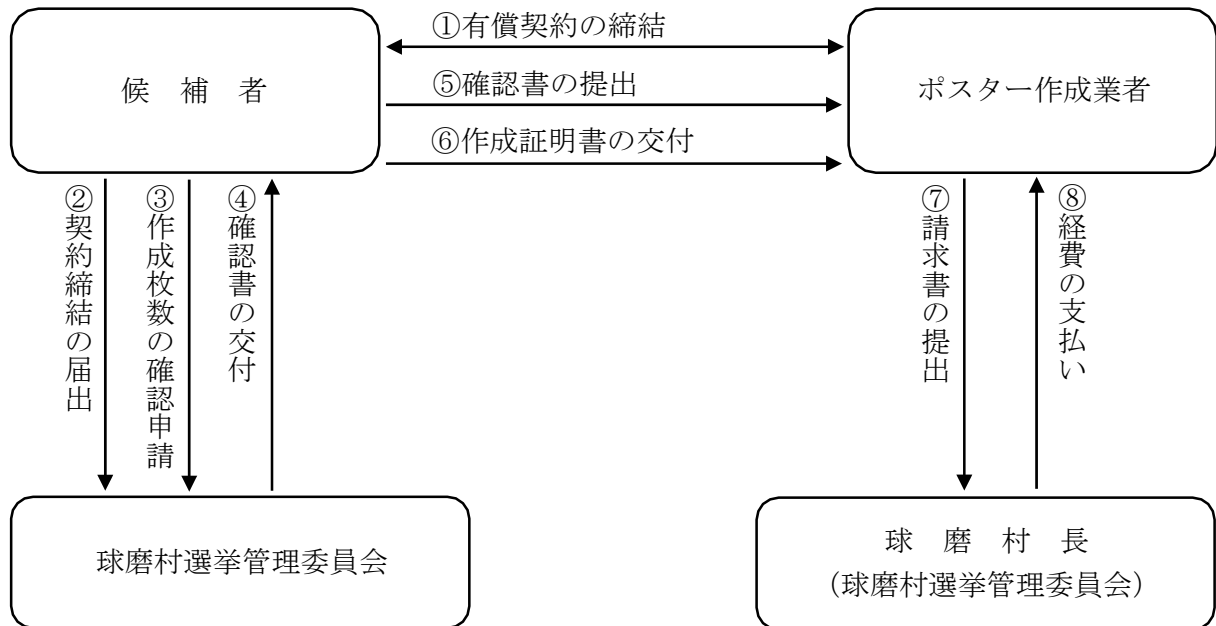 ①有償契約の締結
候　補　者
⑤確認書の提出
ポスター作成業者
⑥作成証明書の交付
②契約締結の届出
③作成枚数の確認申請
④確認書の交付
⑦請求書の提出
⑧経費の支払い
球磨村選挙管理委員会
球　磨　村　長
（球磨村選挙管理委員会）